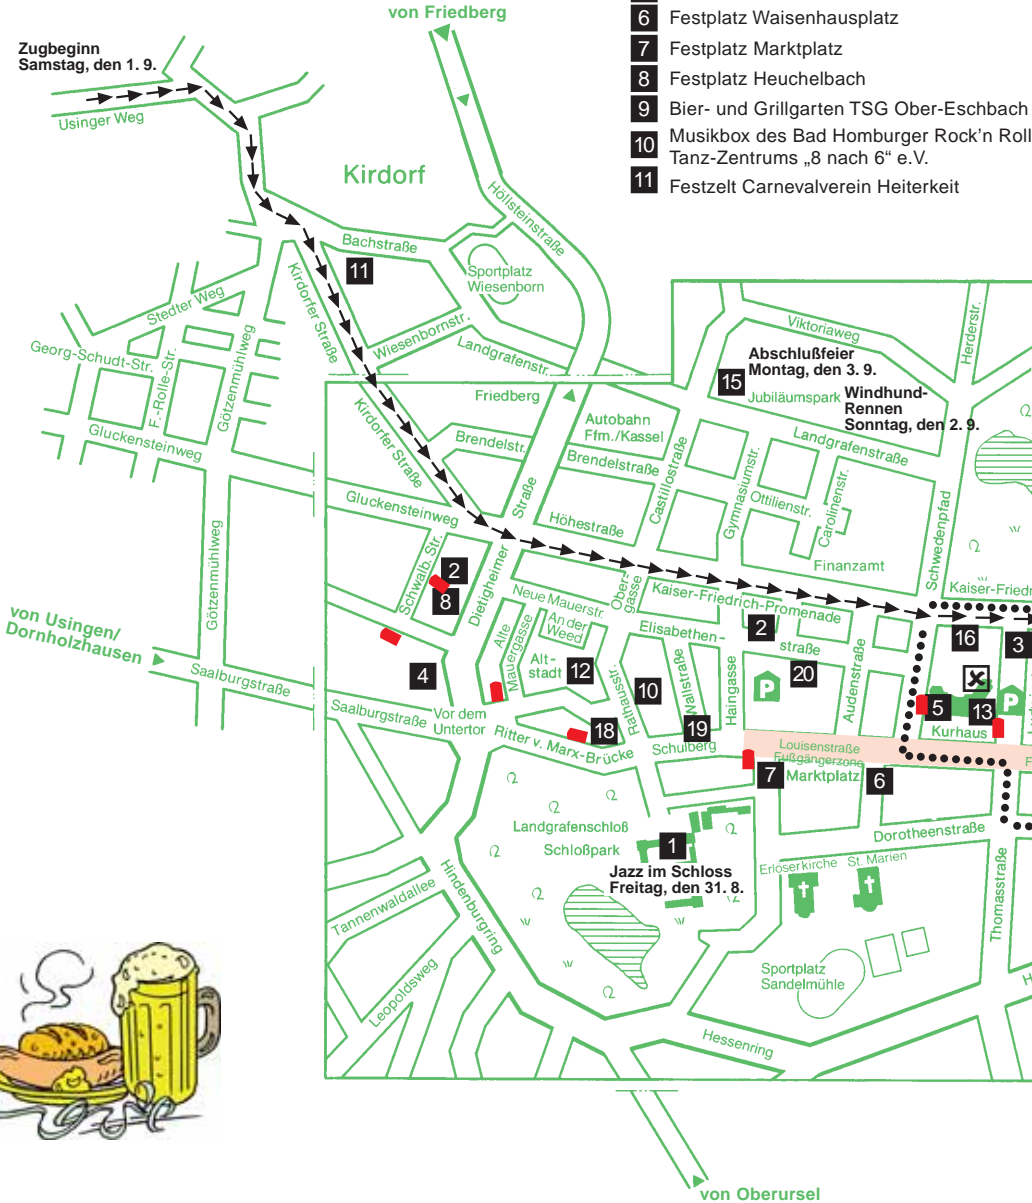 von Friedberg
Zugbeginn
Samstag, den 1. 9.
Usinger Weg
Kirdorf
6 Festplatz Waisenhausplatz
7 Festplatz Marktplatz
8 Festplatz Heuchelbach
9 Bier- und Grillgarten TSG Ober-Eschbach
10 Musikbox des Bad Homburger Rock’n Roll
Tanz-Zentrums „8 nach 6“ e.V.
11 Festzelt Carnevalverein Heiterkeit
Höllsteinstraße
Bachstraße
11
Sportplatz
Wiesenborn
Kirdorfer Straße
Stedter Weg
Wiesenbornstr.
Landgrafenstr.
Georg-Schudt-Str.
F.-Rolle-Str.
Götzenmühlweg
Gluckensteinweg
Viktoriaweg
Herderstr.
Abschlußfeier
Montag, den 3. 9.
15
Jubiläumspark
Windhund-
Rennen
Sonntag, den 2. 9.
Friedberg
Kirdorfer Straße
Autobahn
Ffm./Kassel
Brendelstr.
Brendelstraße
Castillostraße
Landgrafenstraße
Gymnasiumstr.
Ottilienstr.
Carolinenstr.
Schwedenpfad
Gluckensteinweg
Straße
Höhestraße
Finanzamt
Götzenmühlweg
Schwalb. Str.
2
8
Dietigheimer
Neue Mauerstr.
Ober-
gasse
Kaiser-Friedrich-Promenade
Kaiser-Friedr
An der
Weed
Elisabethen-
straße
2
16
3
von Usingen/
Dornholzhausen
Saalburgstraße
4
Alte
Mauergasse
Alt-
stadt
12
Rathausstr.
10
Wallstraße
Haingasse
P
20
Audenstraße
5
13
P
Kurhaus
Saalburgstraße
Vor dem
Untertor
Ritter v. Marx-Brücke
18
19
Schulberg
Louisenstraße
Fußgängerzone
F
7
Marktplatz
6
Landgrafenschloß
Schloßpark
1
Dorotheenstraße
Jazz im Schloss
Freitag, den 31. 8.
Erlöserkirche
St. Marien
Thomasstraße
Tannenwaldallee
Hindenburgring
Leopoldsweg
Sportplatz
Sandelmühle
H
Hessenring
von Oberursel